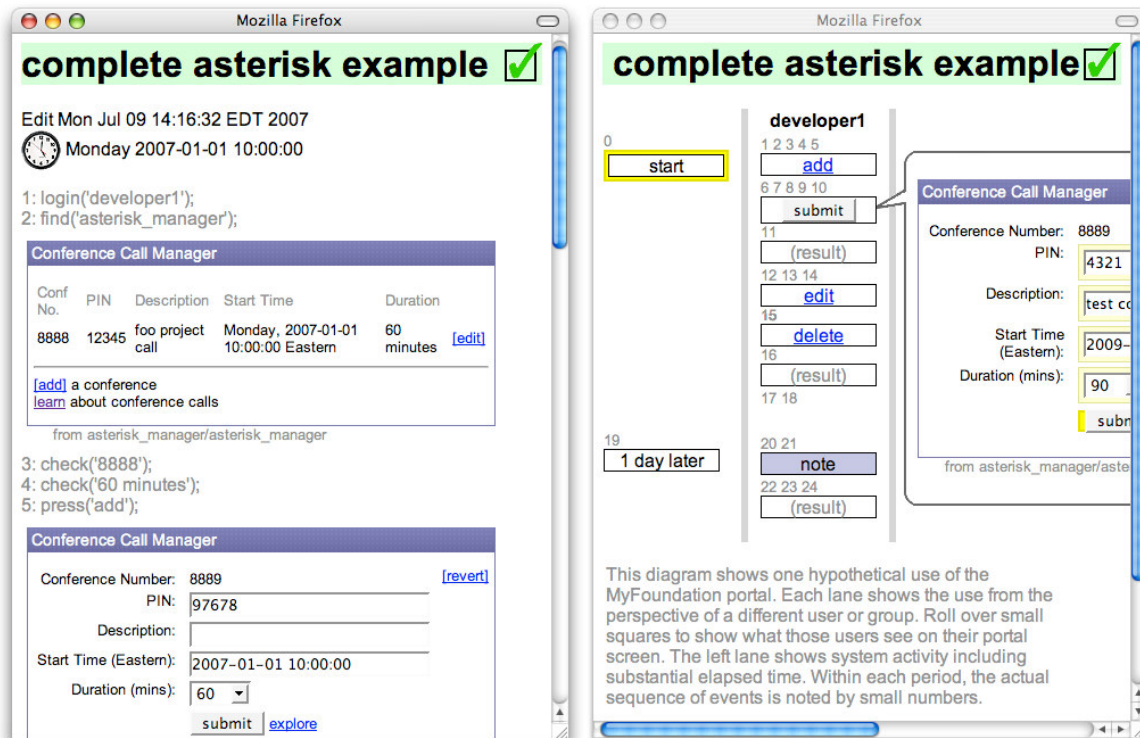 Mozilla Firefox
complete asterisk example
Edit Mon Jul 09 14:16:32 EDT 2007
Monday 2007-01-01 10:00:00
1: login('developer1');
2: find('asterisk_manager');
Conference Call Manager
Conf No. PIN Description Start Time Duration
8888 12345 foo project call Monday, 2007-01-01 10:00:00 Eastern 60 minutes [edit]
[add] a conference
learn about conference calls
from asterisk_manager/asterisk_manager
3: check('8888');
4: check('60 minutes');
5: press('add');
Conference Call Manager
Conference Number: 8889 [revert]
PIN: 97678
Description:
Start Time (Eastern): 2007-01-01 10:00:00
Duration (mins): 60
submit explore
Mozilla Firefox
complete asterisk example
developer1
0
start
1 2 3 4 5
add
6 7 8 9 10
submit
11
(result)
12 13 14
edit
15
delete
16
(result)
17 18
19
1 day later
20 21
note
22 23 24
(result)
Conference Call Manager
Conference Number: 8889
PIN: 4321
Description: test co
Start Time
(Eastern): 2009-
Duration (mins): 90
subm
from asterisk_manager/aste
This diagram shows one hypothetical use of the
MyFoundation portal. Each lane shows the use from the
perspective of a different user or group. Roll over small
squares to show what those users see on their portal
screen. The left lane shows system activity including
substantial elapsed time. Within each period, the actual
sequence of events is noted by small numbers.